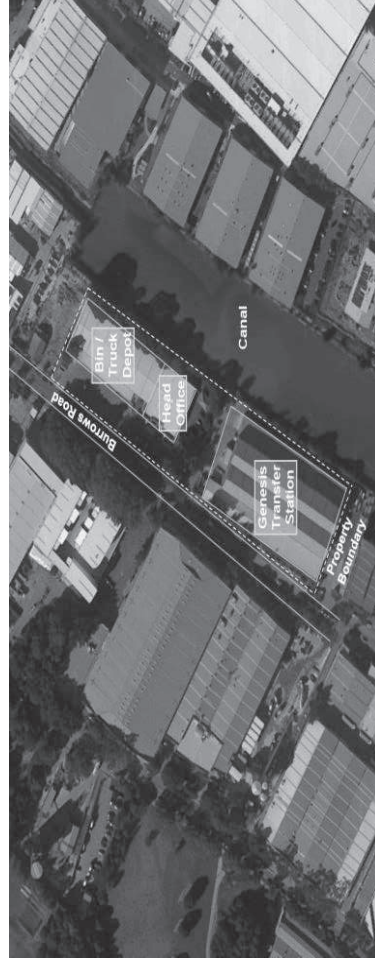 Burrows Road
Bin /
Truck
Depot
Head
Office
Canal
Genesis
Transfer
Station
Property
Boundary